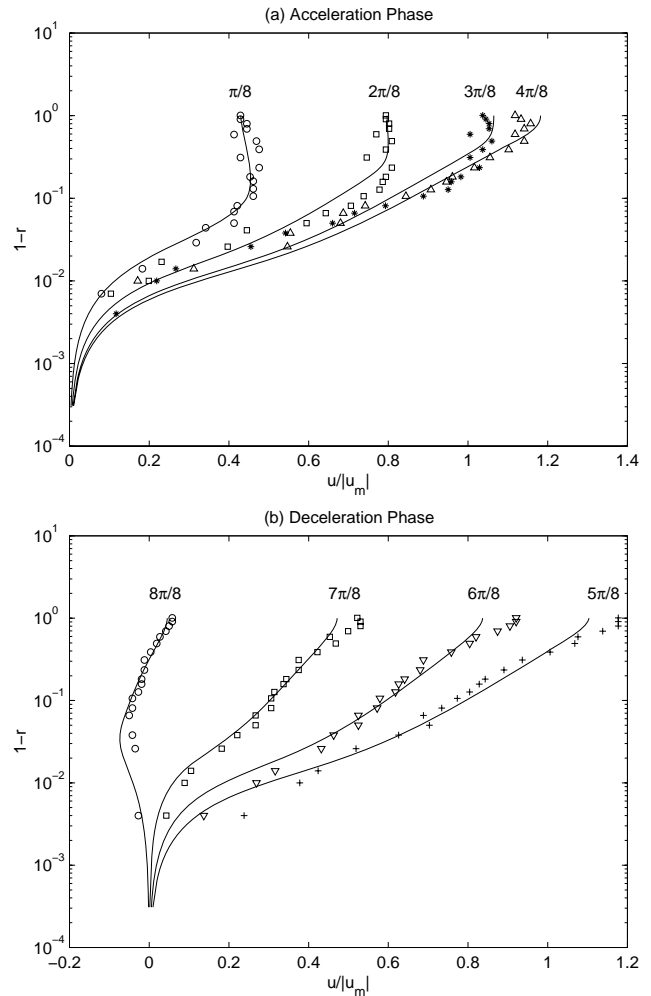 (a) Acceleration Phase
10^1
π/8 2π/8 3π/8 4π/8
10^0
10^−1
1−r
10^−2
10^−3
10^−4
0 0.2 0.4 0.6 0.8 1 1.2 1.4
u/|u_m|
(b) Deceleration Phase
10^1
8π/8 7π/8 6π/8 5π/8
10^0
10^−1
1−r
10^−2
10^−3
10^−4
−0.2 0 0.2 0.4 0.6 0.8 1 1.2
u/|u_m|